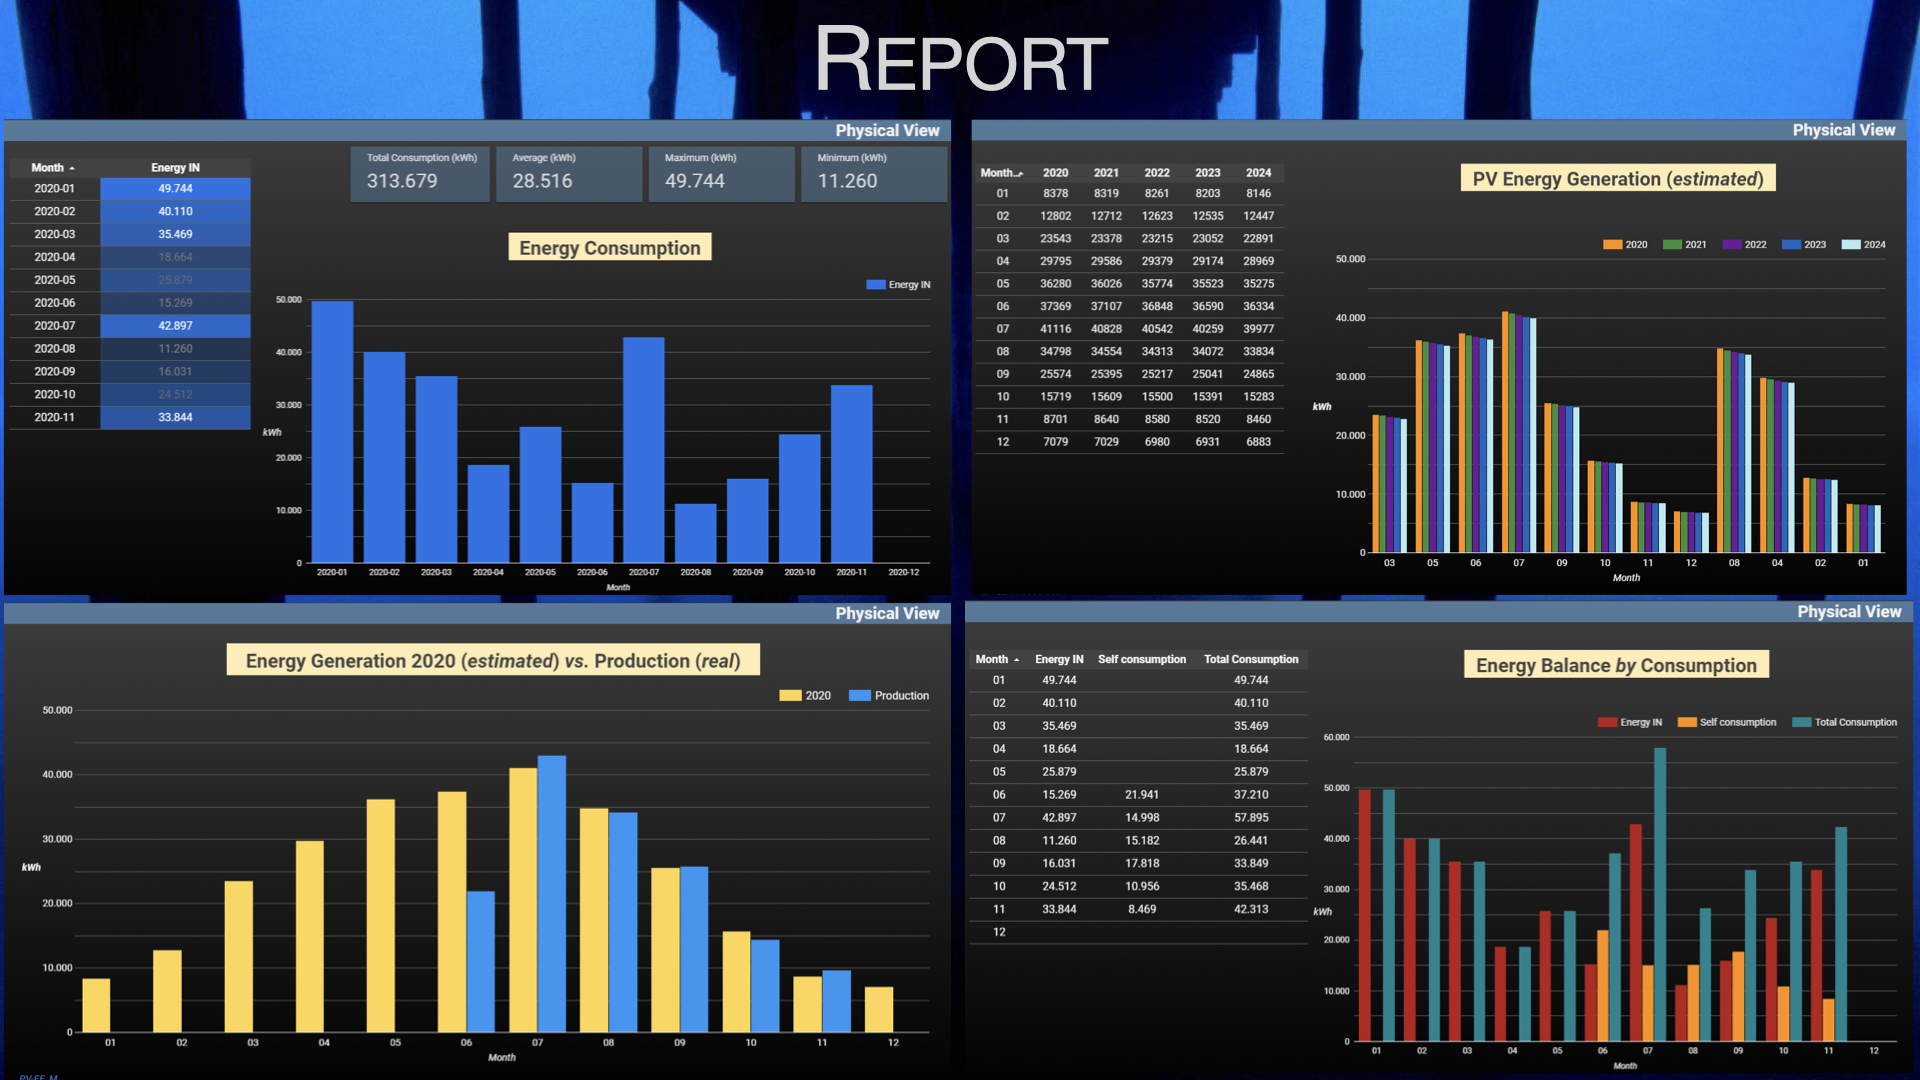 REPORT
Physical View
Month Energy IN
2020-01 49.744
2020-02 40.110
2020-03 35.469
2020-04 18.664
2020-05 25.879
2020-06 15.269
2020-07 42.897
2020-08 11.260
2020-09 16.031
2020-10 24.512
2020-11 33.844
Total Consumption (kWh)
313.679
Average (kWh)
28.516
Maximum (kWh)
49.744
Minimum (kWh)
11.260
Energy Consumption
Energy IN
50.000
40.000
30.000
kWh
20.000
10.000
0
2020-01 2020-02 2020-03 2020-04 2020-05 2020-06 2020-07 2020-08 2020-09 2020-10 2020-11 2020-12
Month
Physical View
Month... 2020 2021 2022 2023 2024
01 8378 8319 8261 8203 8146
02 12802 12712 12623 12535 12447
03 23543 23378 23215 23052 22891
04 29795 29586 29379 29174 28969
05 36280 36026 35774 35523 35275
06 37369 37107 36848 36590 36334
07 41116 40828 40542 40259 39977
08 34798 34554 34313 34072 33834
09 25574 25395 25217 25041 24865
10 15719 15609 15500 15391 15283
11 8701 8640 8580 8520 8460
12 7079 7029 6980 6931 6883
PV Energy Generation (estimated)
2020 2021 2022 2023 2024
50.000
40.000
30.000
kWh
20.000
10.000
0
03 05 06 07 09 10 11 12 08 04 02 01
Month
Physical View
Energy Generation 2020 (estimated) vs. Production (real)
2020 Production
50.000
40.000
30.000
kWh
20.000
10.000
0
01 02 03 04 05 06 07 08 09 10 11 12
Month
Physical View
Month Energy IN Self consumption Total Consumption
01 49.744 49.744
02 40.110 40.110
03 35.469 35.469
04 18.664 18.664
05 25.879 25.879
06 15.269 21.941 37.210
07 42.897 14.998 57.895
08 11.260 15.182 26.441
09 16.031 17.818 33.849
10 24.512 10.956 35.468
11 33.844 8.469 42.313
12
Energy Balance by Consumption
Energy IN Self consumption Total Consumption
60.000
50.000
40.000
30.000
kWh
20.000
10.000
0
01 02 03 04 05 06 07 08 09 10 11 12
Month